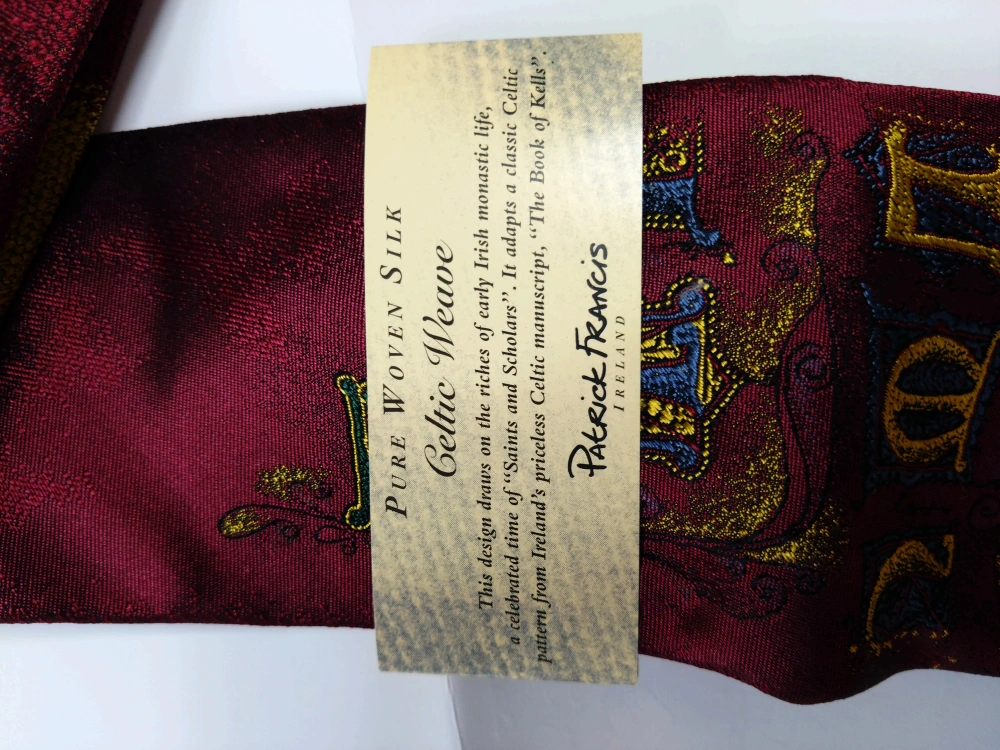 PURE WOVEN SILK
Celtic Weave
This design draws on the riches of early Irish monastic life,
a celebrated time of "Saints and Scholars". It adapts a classic Celtic
pattern from Ireland's priceless Celtic manuscript, "The Book of Kells".
PATRICK FRANCIS
IRELAND